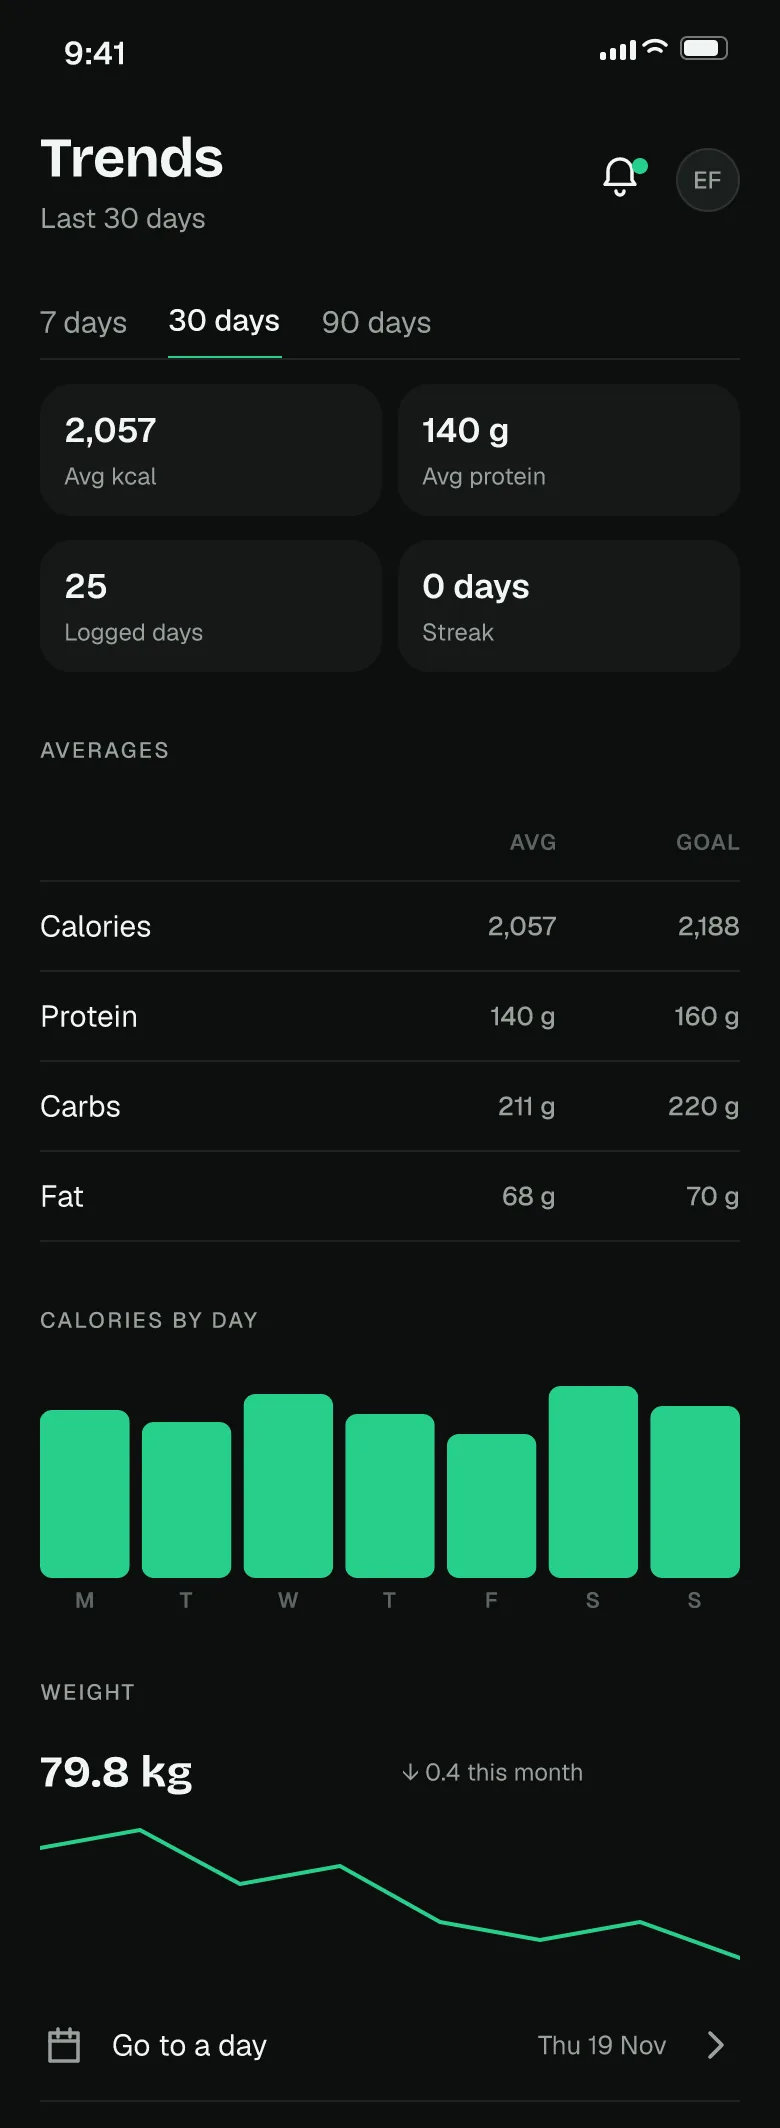 9:41
Trends
EF
Last 30 days
7 days 30 days 90 days
2,057
Avg kcal
140 g
Avg protein
25
Logged days
0 days
Streak
AVERAGES
AVG GOAL
Calories 2,057 2,188
Protein 140 g 160 g
Carbs 211 g 220 g
Fat 68 g 70 g
CALORIES BY DAY
M T W T F S S
WEIGHT
79.8 kg ↓ 0.4 this month
Go to a day Thu 19 Nov